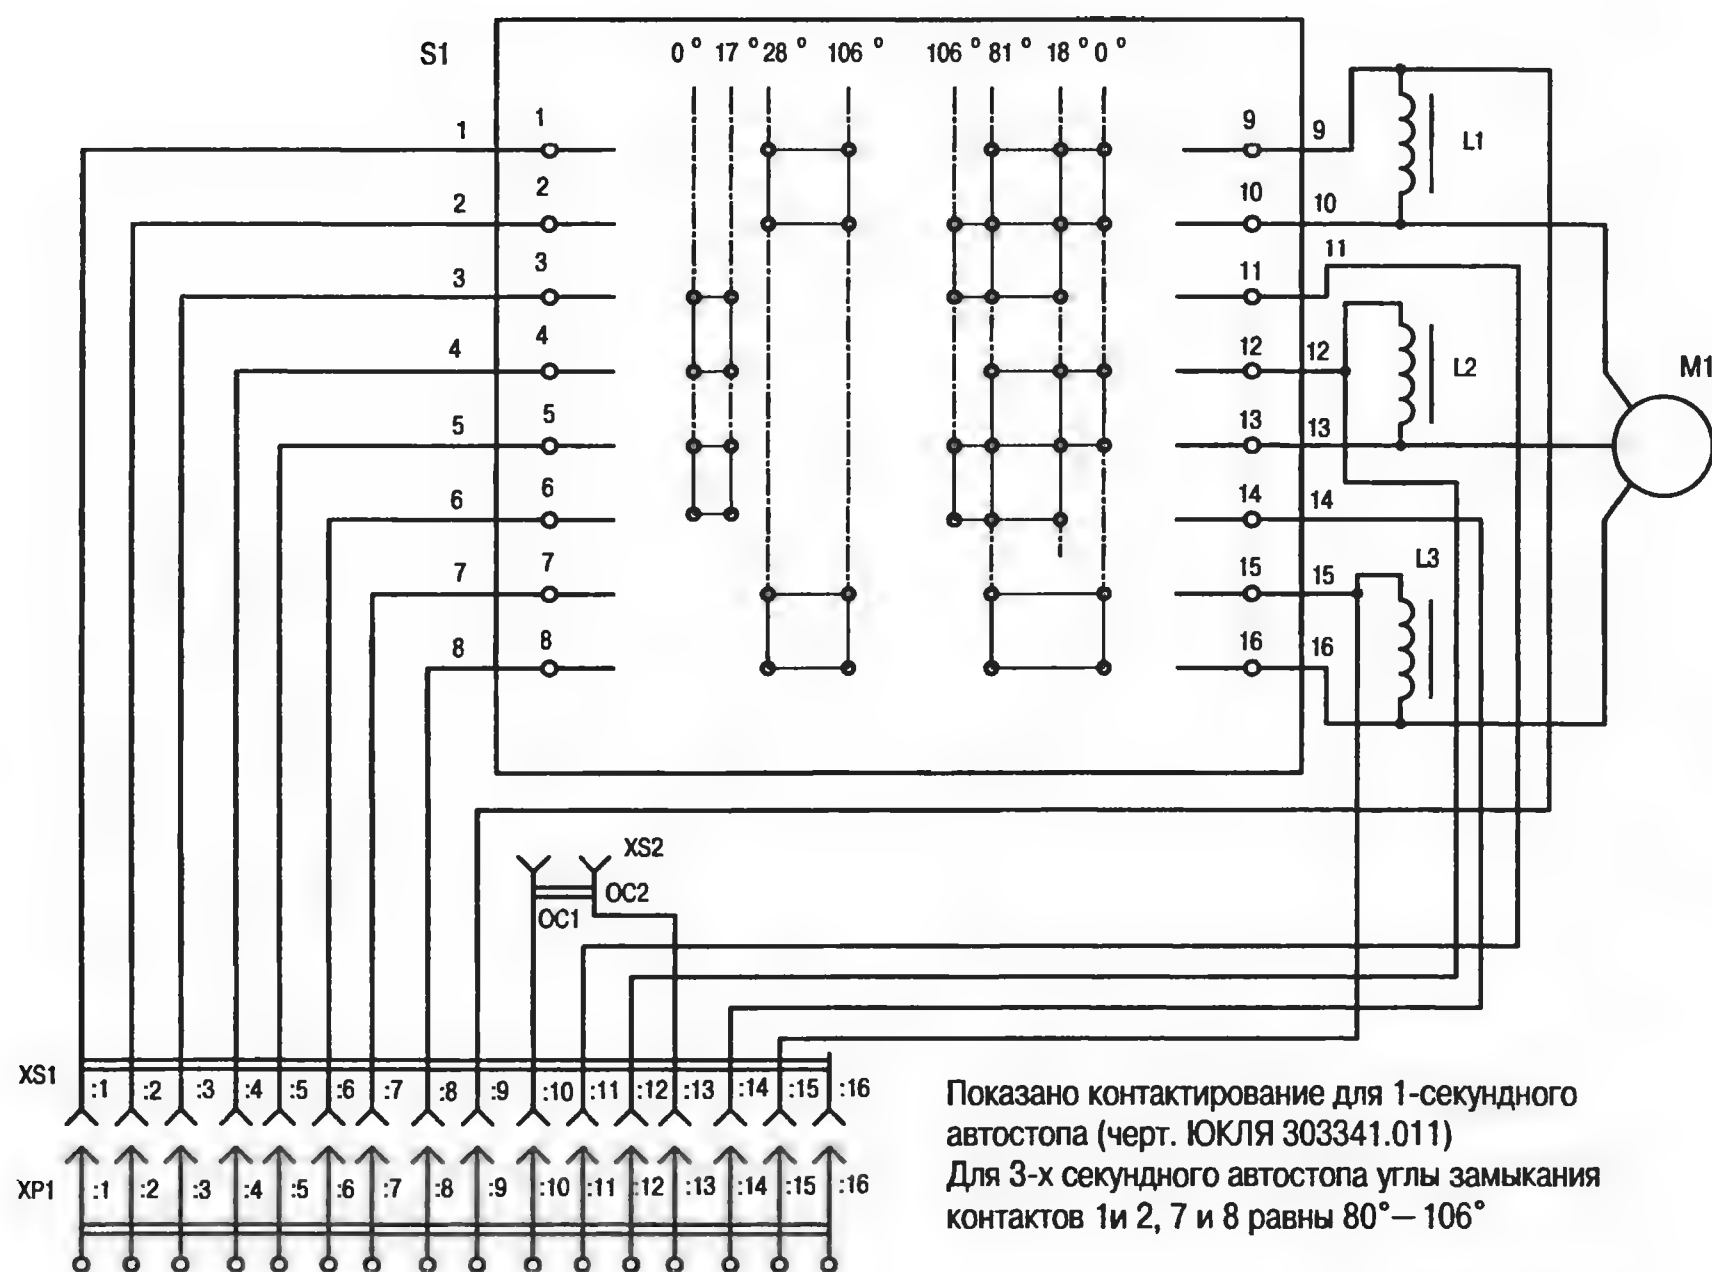 S1
0° 17° 28° 106° 106° 81° 18° 0°
1 1 9 9
L1
2 2 10 10
3 3 11 11
4 4 12 12
L2
M1
5 5 13 13
6 6 14 14
L3
7 7 15 15
8 8 16 16
XS2
OC2
OC1
XS1 :1 :2 :3 :4 :5 :6 :7 :8 :9 :10 :11 :12 :13 :14 :15 :16
XP1 :1 :2 :3 :4 :5 :6 :7 :8 :9 :10 :11 :12 :13 :14 :15 :16
Показано контактирование для 1-секундного
автостопа (черт. ЮКЛЯ 303341.011)
Для 3-х секундного автостопа углы замыкания
контактов 1и 2, 7 и 8 равны 80°— 106°